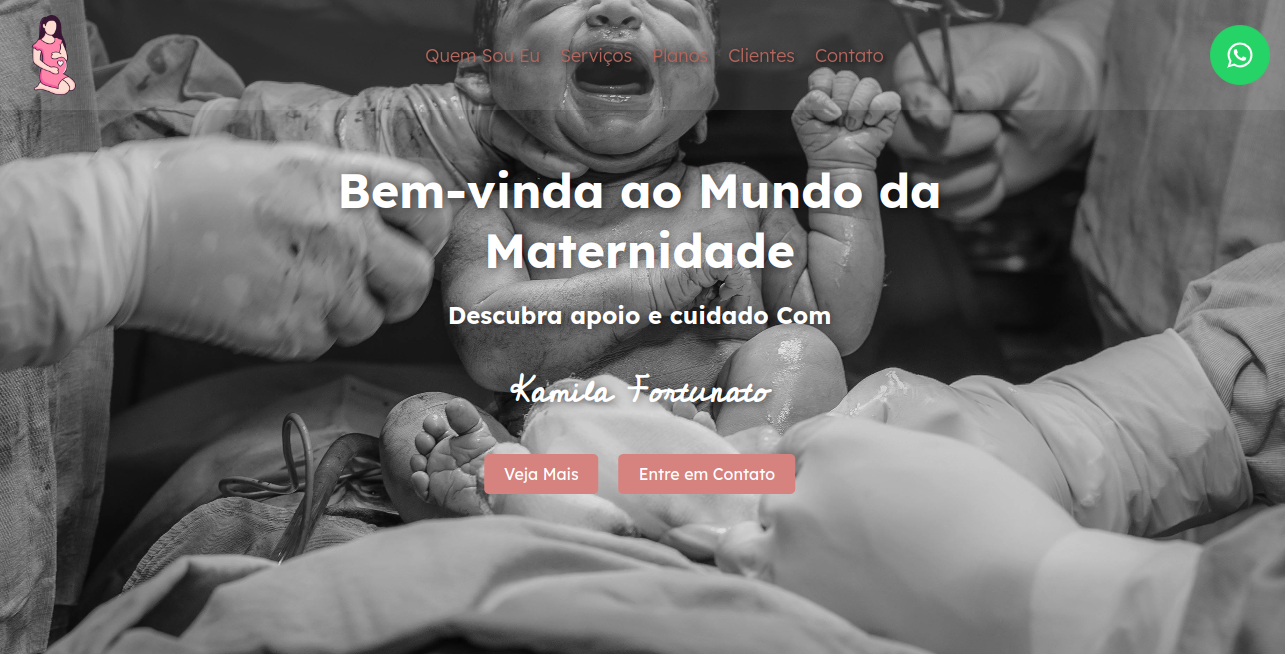 Quem Sou Eu Serviços Planos Clientes Contato
Bem-vinda ao Mundo da
Maternidade
Descubra apoio e cuidado Com
Kamila Fortunato
Veja Mais Entre em Contato